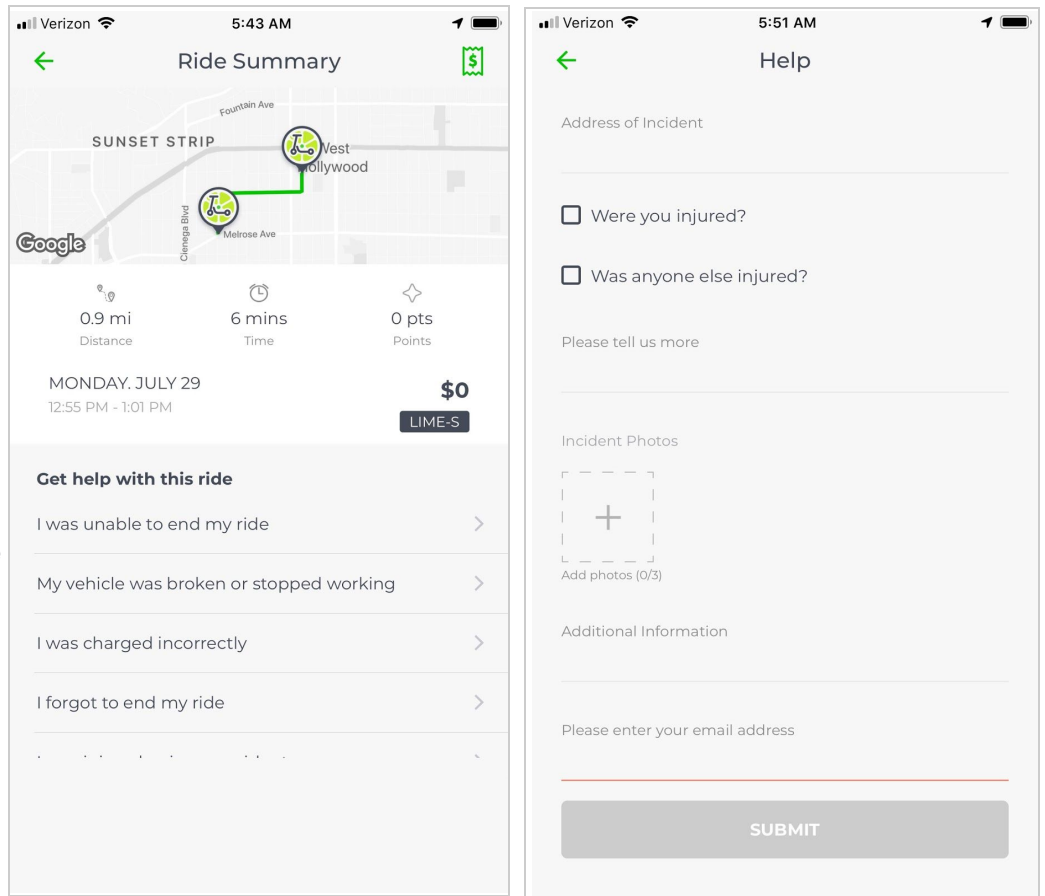 Verizon 5:43 AM
Ride Summary
$
Fountain Ave
SUNSET STRIP
West
Hollywood
Cienega Blvd
Melrose Ave
Google
0.9 mi 6 mins 0 pts
Distance Time Points
MONDAY. JULY 29 $0
12:55 PM - 1:01 PM LIME-S
Get help with this ride
I was unable to end my ride
My vehicle was broken or stopped working
I was charged incorrectly
I forgot to end my ride
Verizon 5:51 AM
Help
Address of Incident
Were you injured?
Was anyone else injured?
Please tell us more
Incident Photos
+
Add photos (0/3)
Additional Information
Please enter your email address
SUBMIT